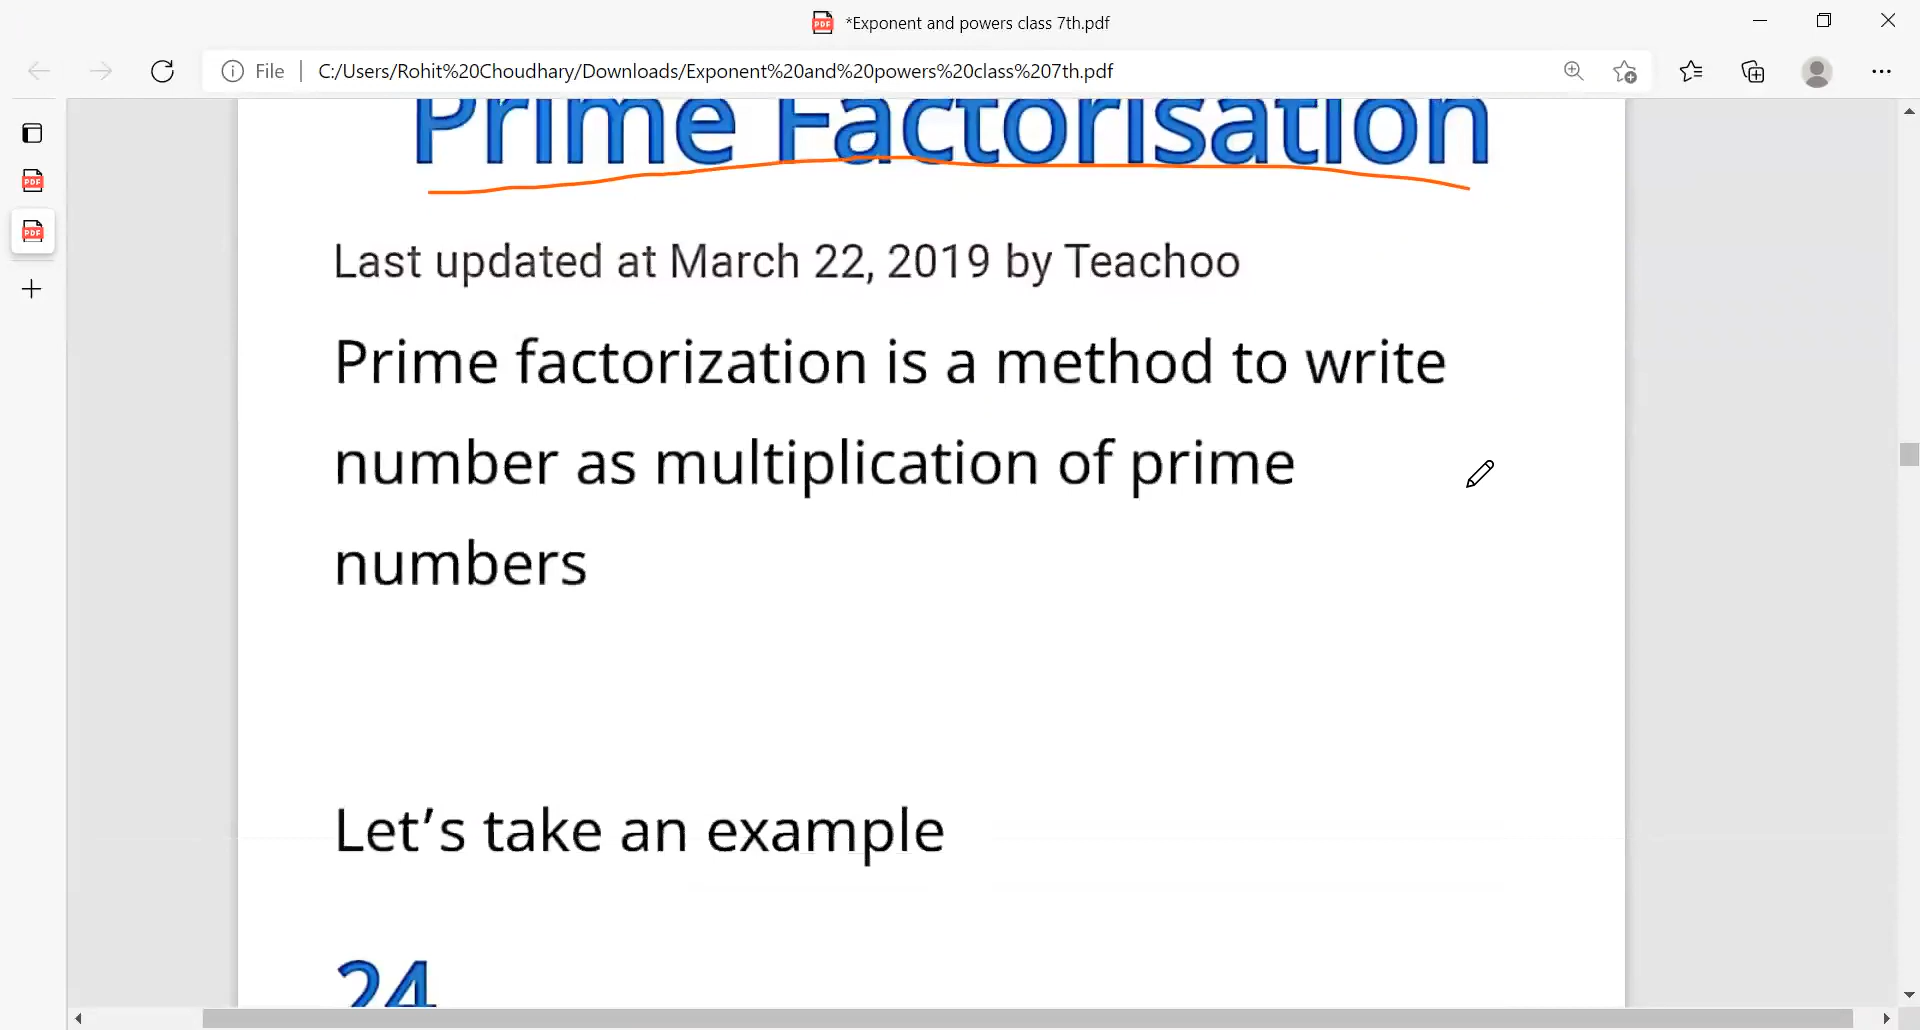 *Exponent and powers class 7th.pdf
File
C:/Users/Rohit%20Choudhary/Downloads/Exponent%20and%20powers%20class%207th.pdf
Prime Factorisation
Last updated at March 22, 2019 by Teachoo
Prime factorization is a method to write
number as multiplication of prime
numbers
Let’s take an example
24